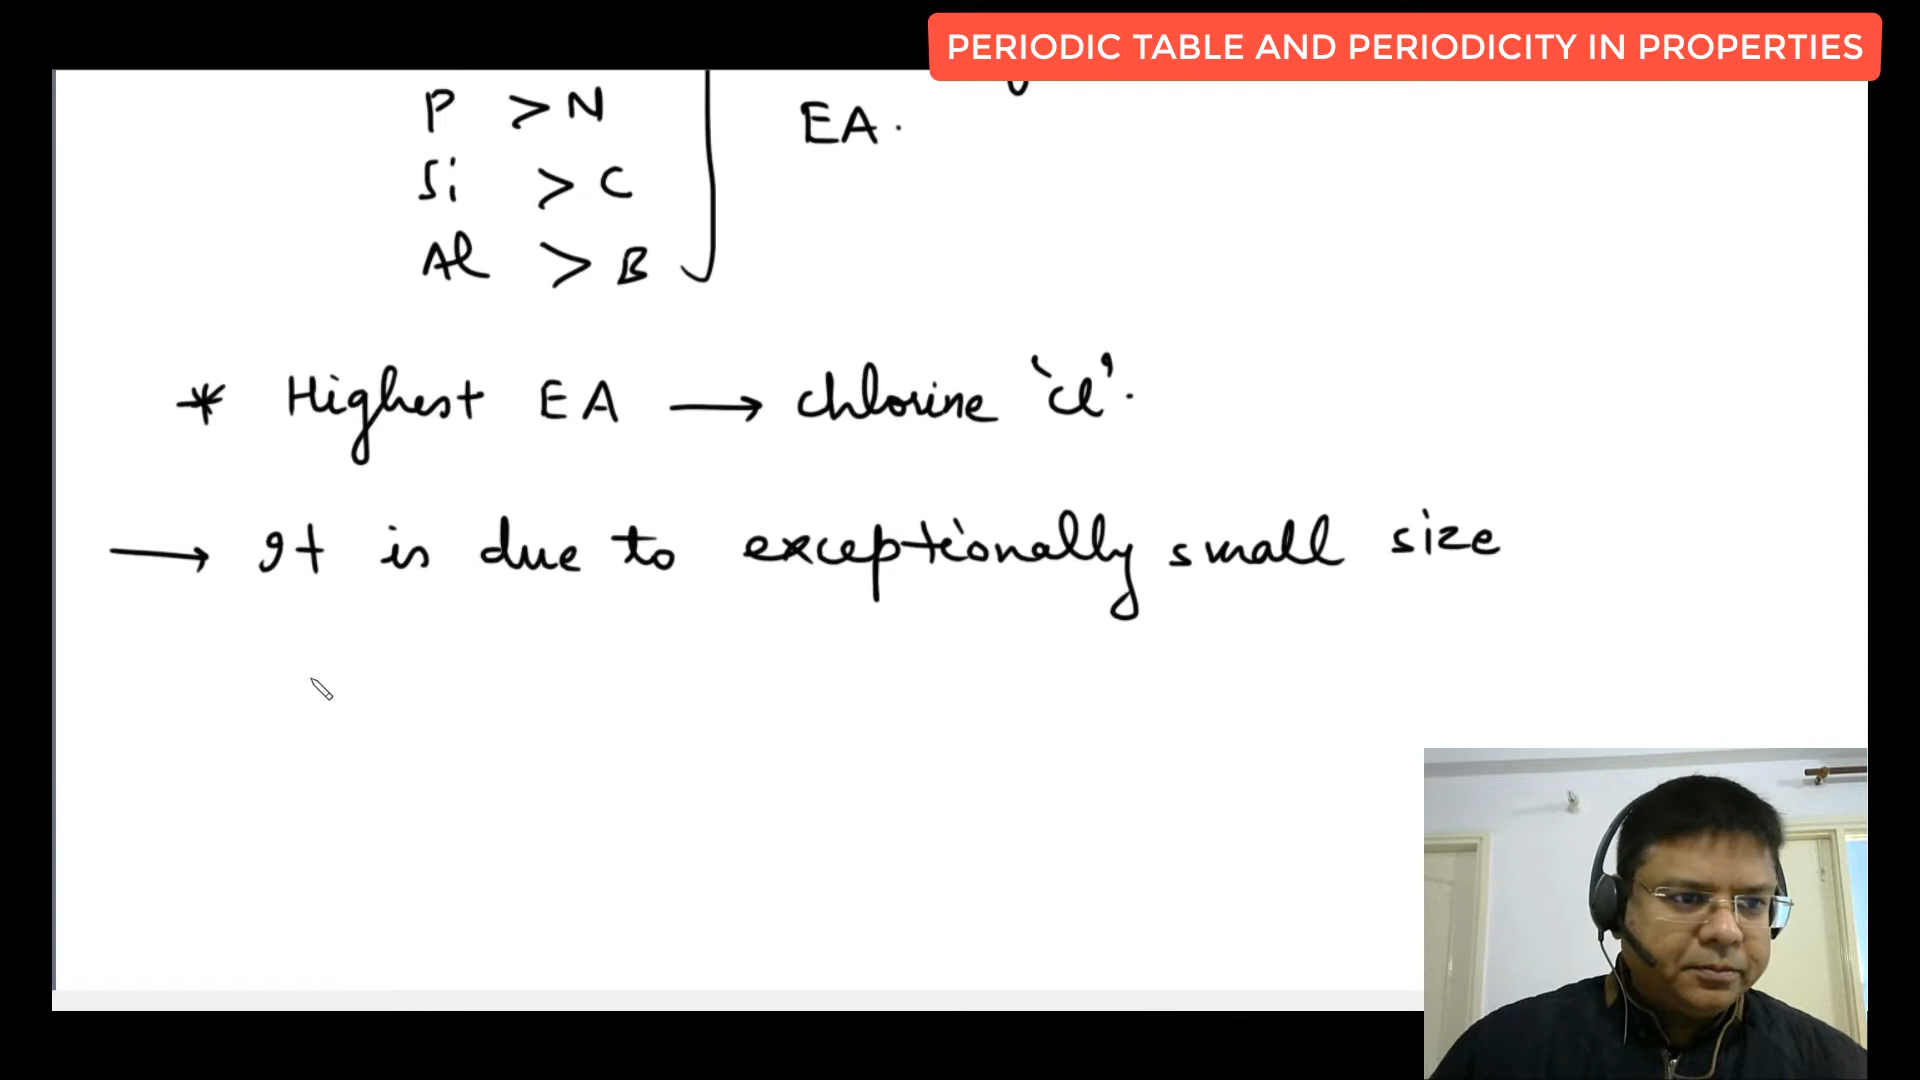 PERIODIC TABLE AND PERIODICITY IN PROPERTIES
P > N
EA.
Si > C
Al > B
* Highest EA ⟶ chlorine 'Cl'.
⟶ It is due to exceptionally small size